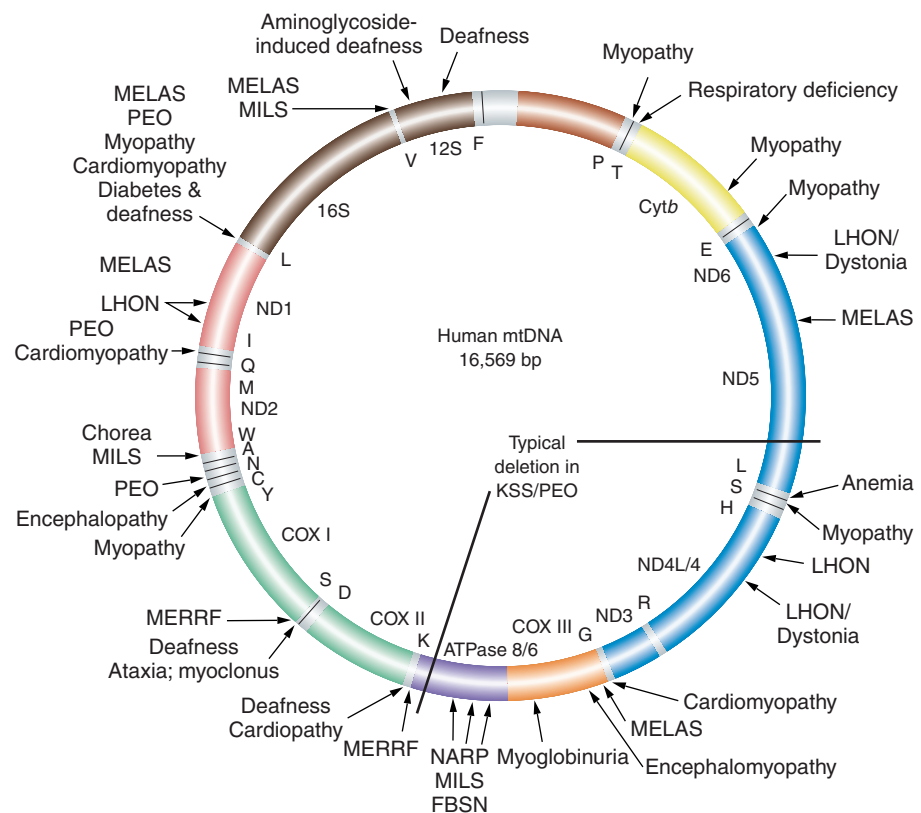 Aminoglycoside-
induced deafness
Deafness
Myopathy
Respiratory deficiency
MELAS
MILS
MELAS
PEO
Myopathy
Cardiomyopathy
Diabetes &
deafness
V
12S
F
P
T
Myopathy
Myopathy
16S
Cytb
E
ND6
LHON/
Dystonia
L
MELAS
LHON
ND1
MELAS
PEO
Cardiomyopathy
I
Q
M
ND2
W
A
N
C
Y
Human mtDNA
16,569 bp
ND5
Chorea
MILS
PEO
Encephalopathy
Myopathy
Typical
deletion in
KSS/PEO
L
S
H
Anemia
Myopathy
LHON
LHON/
Dystonia
COX I
S
D
COX II
K
ATPase 8/6
COX III
G
ND3
R
ND4L/4
MERRF
Deafness
Ataxia; myoclonus
Deafness
Cardiopathy
MERRF
NARP
MILS
FBSN
Myoglobinuria
Cardiomyopathy
MELAS
Encephalomyopathy